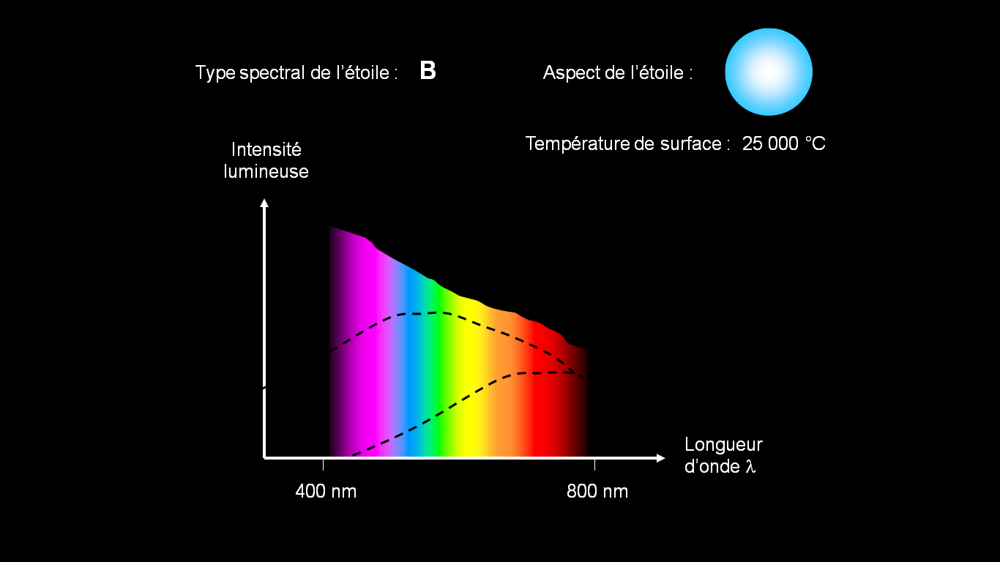 Type spectral de l’étoile : B
Aspect de l’étoile :
Température de surface : 25 000 °C
Intensité
lumineuse
Longueur
d’onde λ
400 nm
800 nm